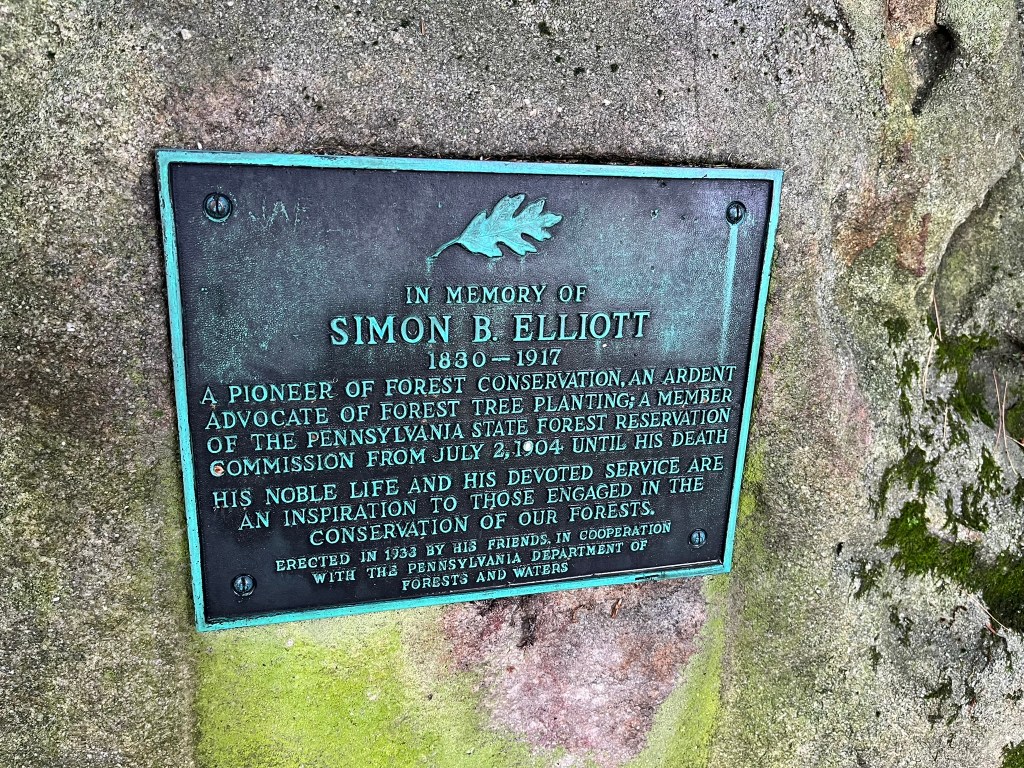 IN MEMORY OF
SIMON B. ELLIOTT
1830-1917
A PIONEER OF FOREST CONSERVATION, AN ARDENT
ADVOCATE OF FOREST TREE PLANTING; A MEMBER
OF THE PENNSYLVANIA STATE FOREST RESERVATION
COMMISSION FROM JULY 2, 1904 UNTIL HIS DEATH
HIS NOBLE LIFE AND HIS DEVOTED SERVICE ARE
AN INSPIRATION TO THOSE ENGAGED IN THE
CONSERVATION OF OUR FORESTS.
ERECTED IN 1933 BY HIS FRIENDS, IN COOPERATION
WITH THE PENNSYLVANIA DEPARTMENT OF
FORESTS AND WATERS